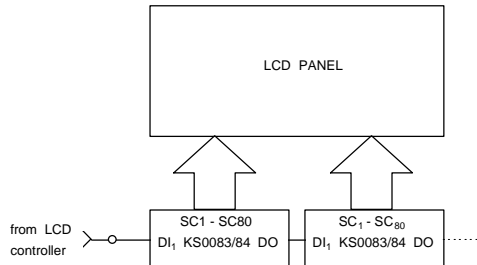 LCD PANEL
SC1 - SC80
SC₁ - SC₈₀
from LCD
controller
DI₁ KS0083/84 DO
DI₁ KS0083/84 DO